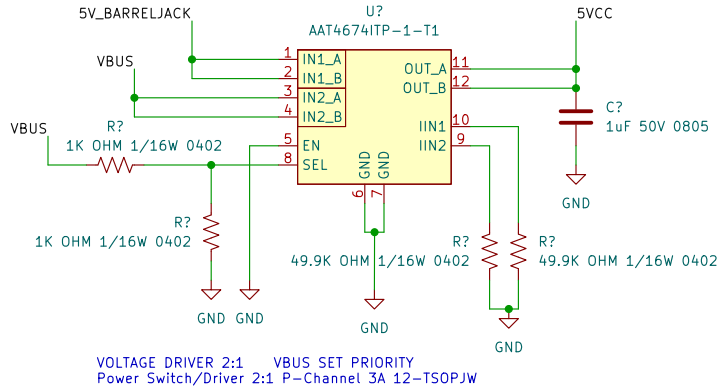 5V_BARRELJACK
U?
AAT4674ITP-1-T1
5VCC
1 IN1_A
2 IN1_B
VBUS
3 IN2_A
4 IN2_B
OUT_A 11
OUT_B 12
C?
1uF 50V 0805
IIN1 10
IIN2 9
GND
VBUS
R?
1K OHM 1/16W 0402
5 EN
8 SEL
GND GND
6 7
R?
1K OHM 1/16W 0402
R?
49.9K OHM 1/16W 0402
R?
49.9K OHM 1/16W 0402
GND GND
GND
GND
VOLTAGE DRIVER 2:1 VBUS SET PRIORITY
Power Switch/Driver 2:1 P-Channel 3A 12-TSOPJW